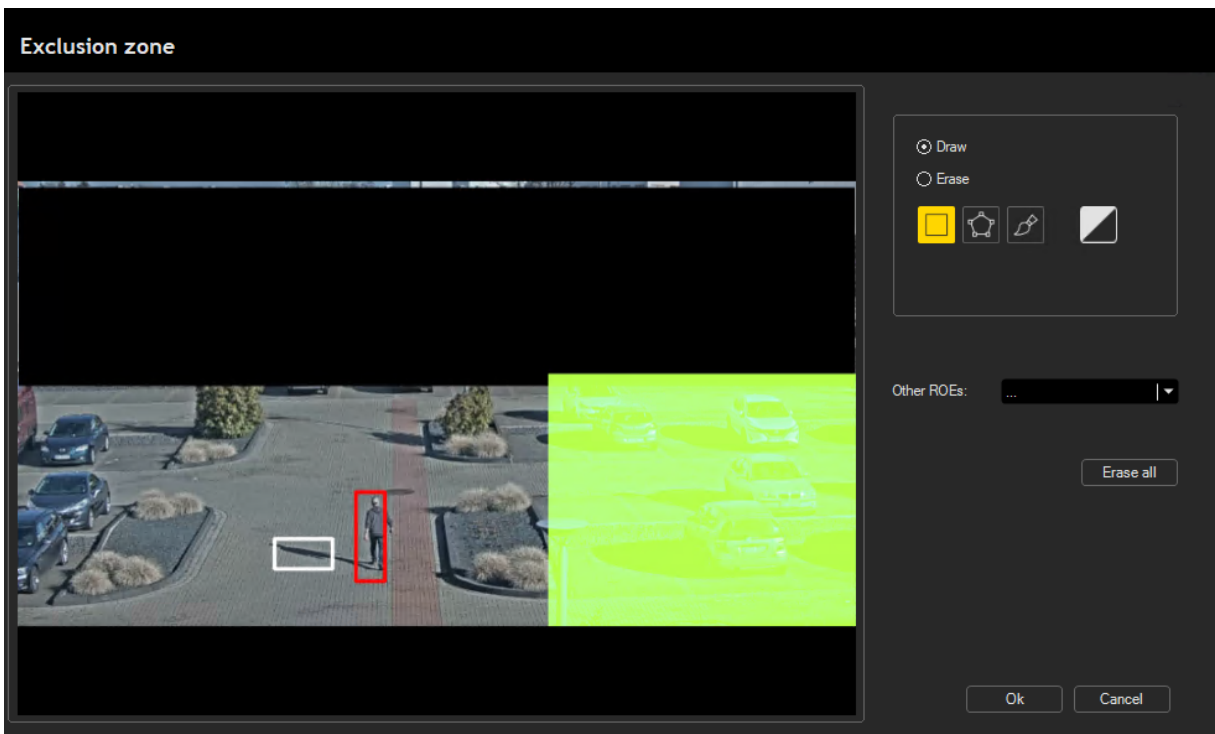 Exclusion zone
Draw
Erase
Other ROEs:
...
Erase all
Ok
Cancel